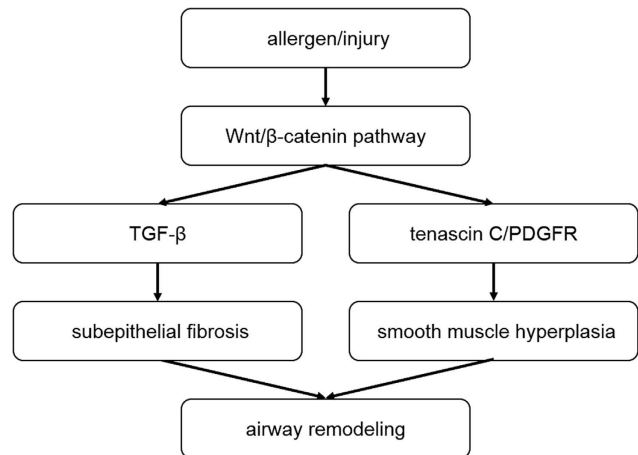 allergen/injury
Wnt/β-catenin pathway
TGF-β
tenascin C/PDGFR
subepithelial fibrosis
smooth muscle hyperplasia
airway remodeling